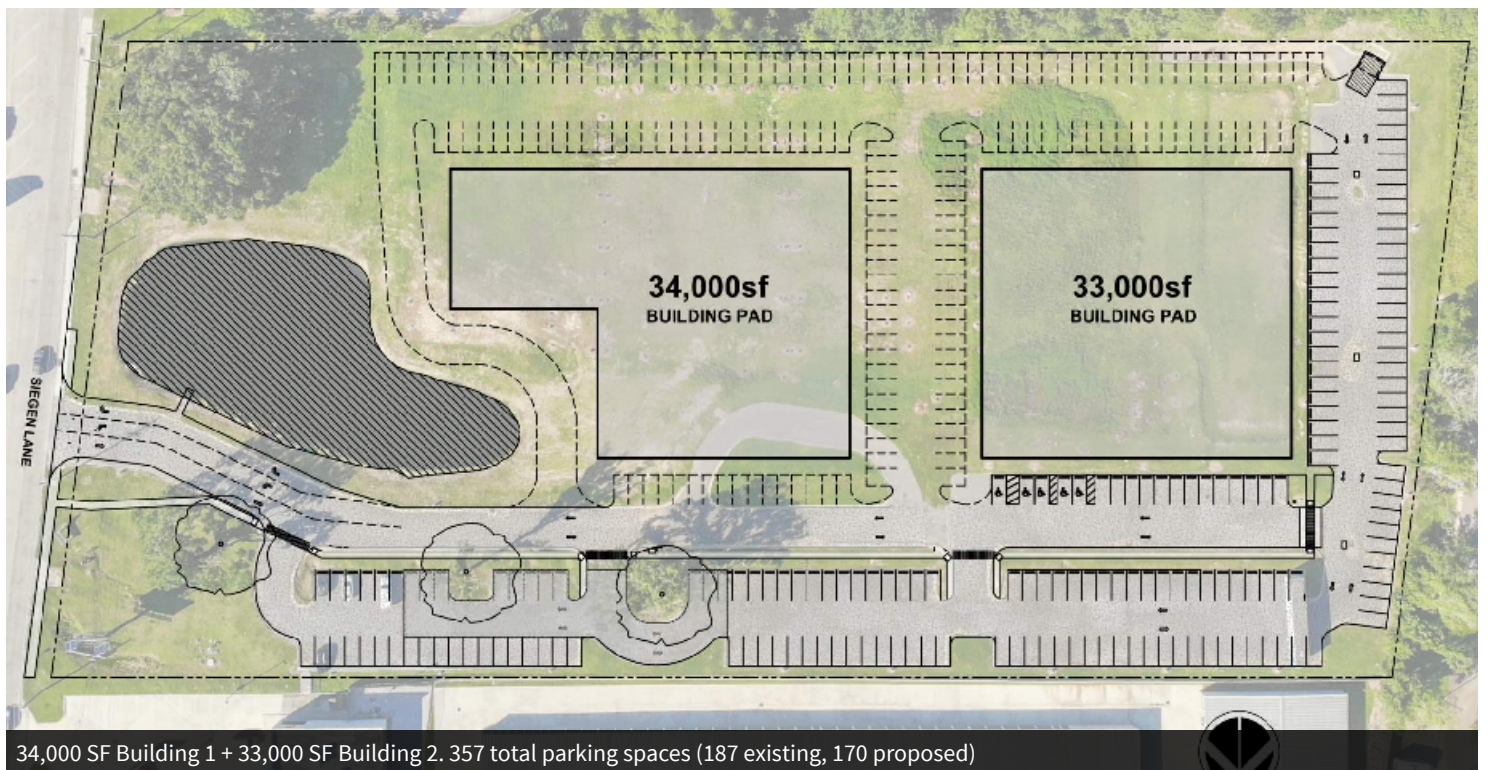 34,000sf
BUILDING PAD
33,000sf
BUILDING PAD
SIEGEN LANE
34,000 SF Building 1 + 33,000 SF Building 2. 357 total parking spaces (187 existing, 170 proposed)